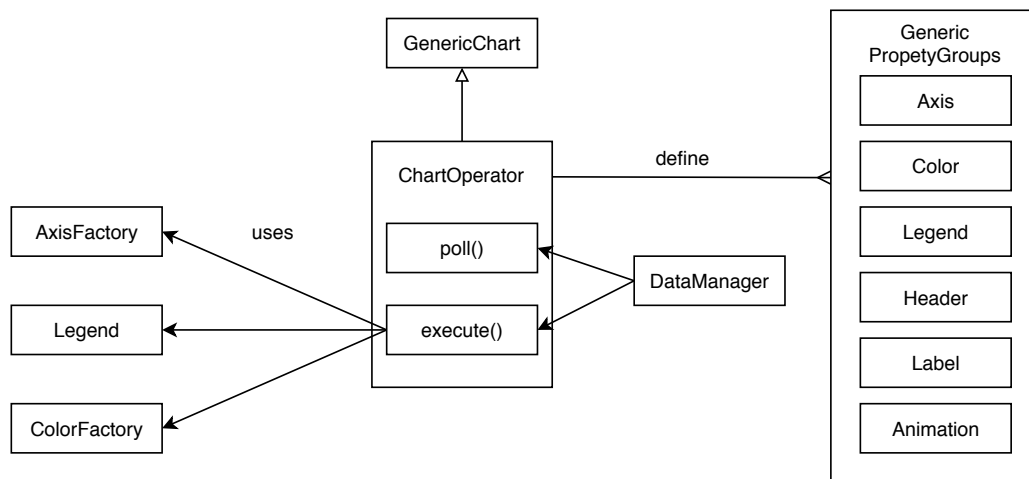 GenericChart
Generic
PropetyGroups
Axis
define
ChartOperator
Color
AxisFactory
uses
poll()
Legend
DataManager
Header
Legend
execute()
Label
ColorFactory
Animation